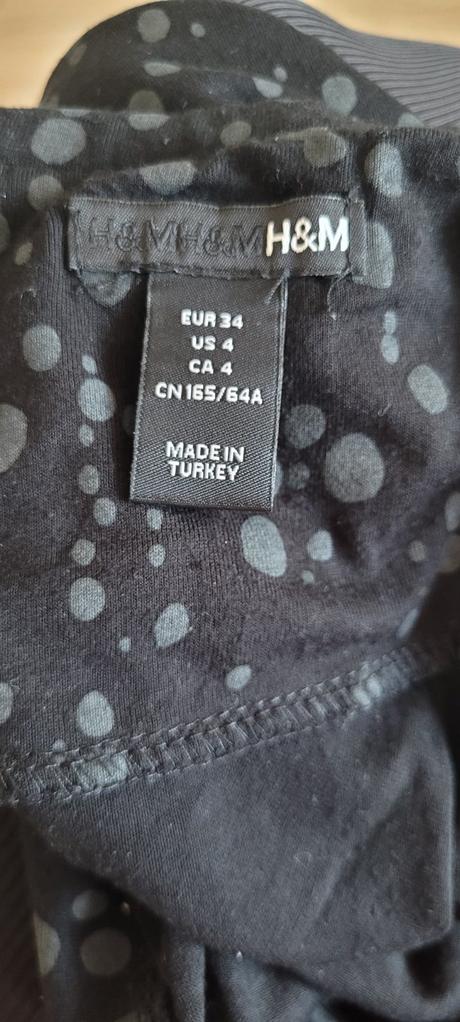 H&MH&MH&M
EUR 34
US 4
CA 4
CN 165/64A
MADE IN
TURKEY